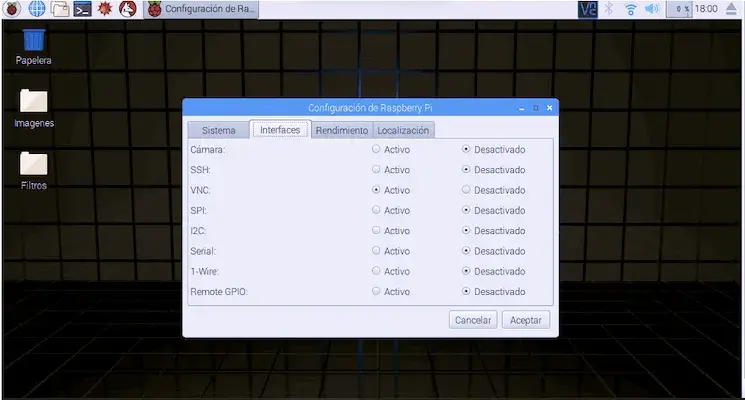 Configuración de Ra...
Vnc
0 %
18:00
Papelera
Imagenes
Filtros
Configuración de Raspberry Pi
Sistema Interfaces Rendimiento Localización
Cámara: Activo Desactivado
SSH: Activo Desactivado
VNC: Activo Desactivado
SPI: Activo Desactivado
I2C: Activo Desactivado
Serial: Activo Desactivado
1-Wire: Activo Desactivado
Remote GPIO: Activo Desactivado
Cancelar Aceptar